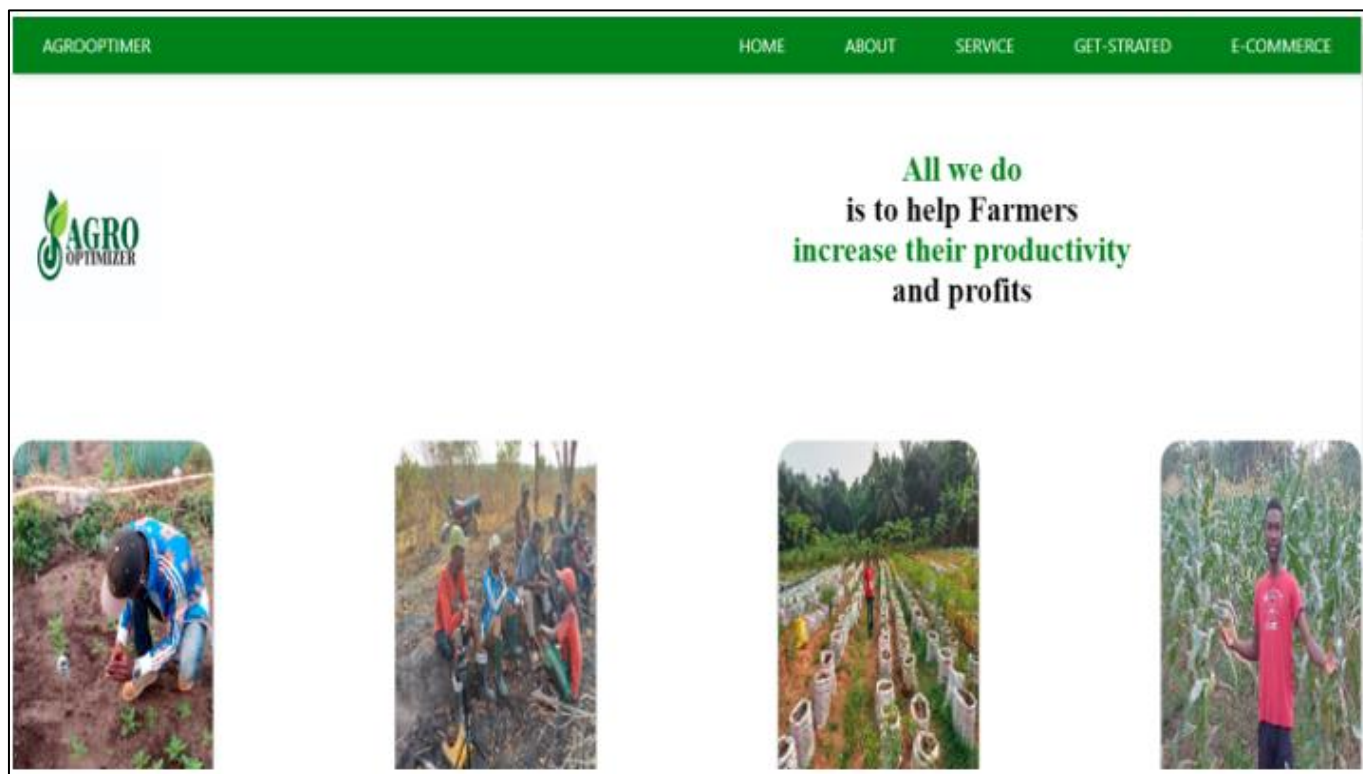 AGROOPTIMER
HOME ABOUT SERVICE GET-STRATED E-COMMERCE
AGRO
OPTIMIZER
All we do
is to help Farmers
increase their productivity
and profits